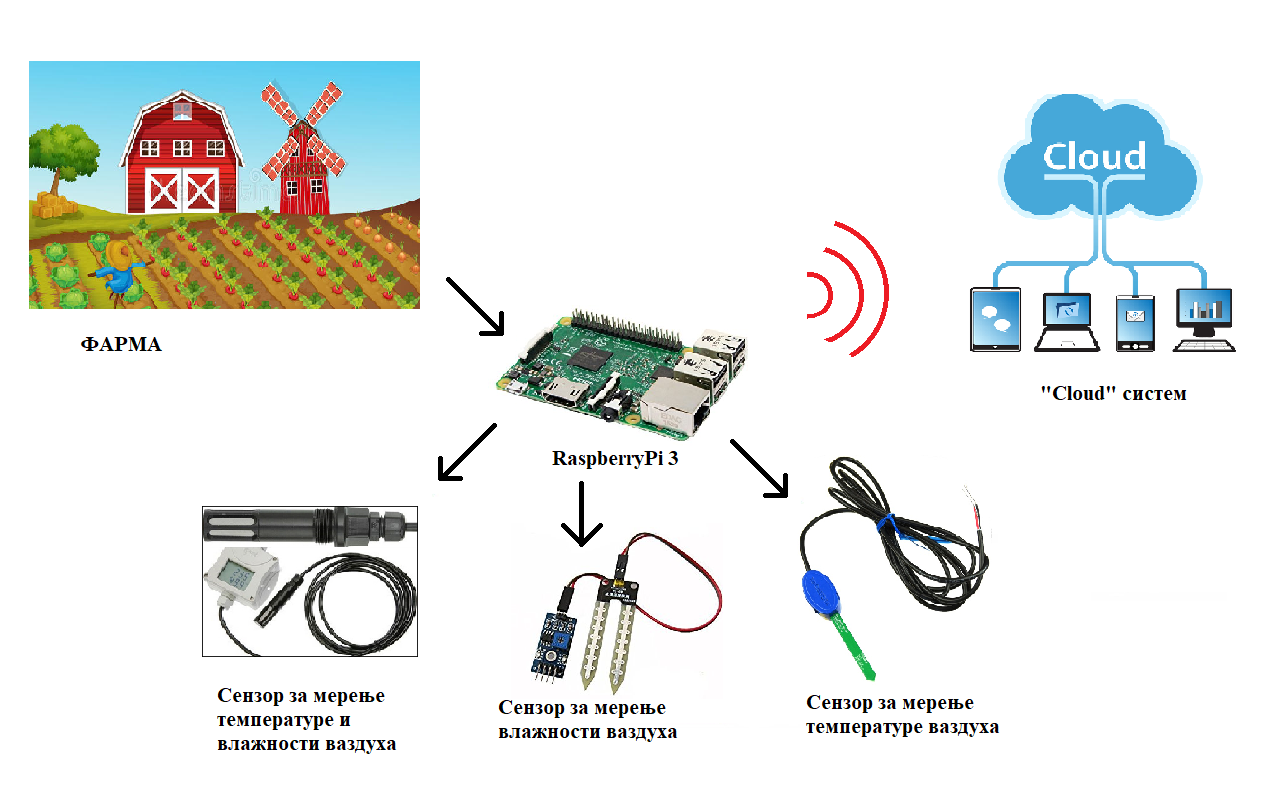 Cloud
ФАРМА
"Cloud" систем
RaspberryPi 3
Сензор за мерење
температуре и
влажности ваздуха
Сензор за мерење
влажности ваздуха
Сензор за мерење
температуре ваздуха